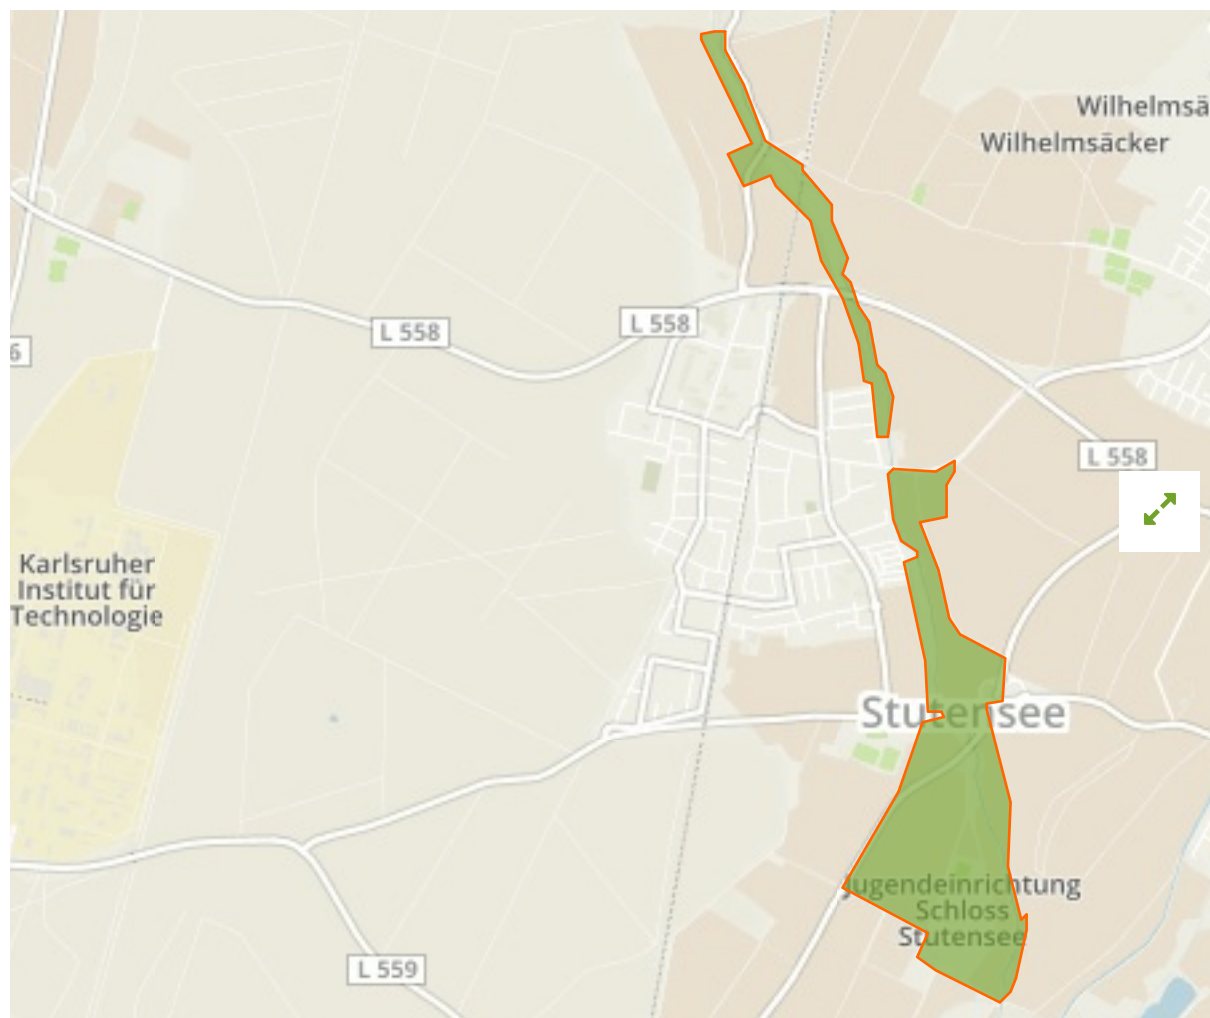 Wilhelmsä
Wilhelmsäcker
L 558
L 558
6
L 558
Karlsruher
Institut für
Technologie
Stutensee
Jugendeinrichtung
Schloss
Stutensee
L 559